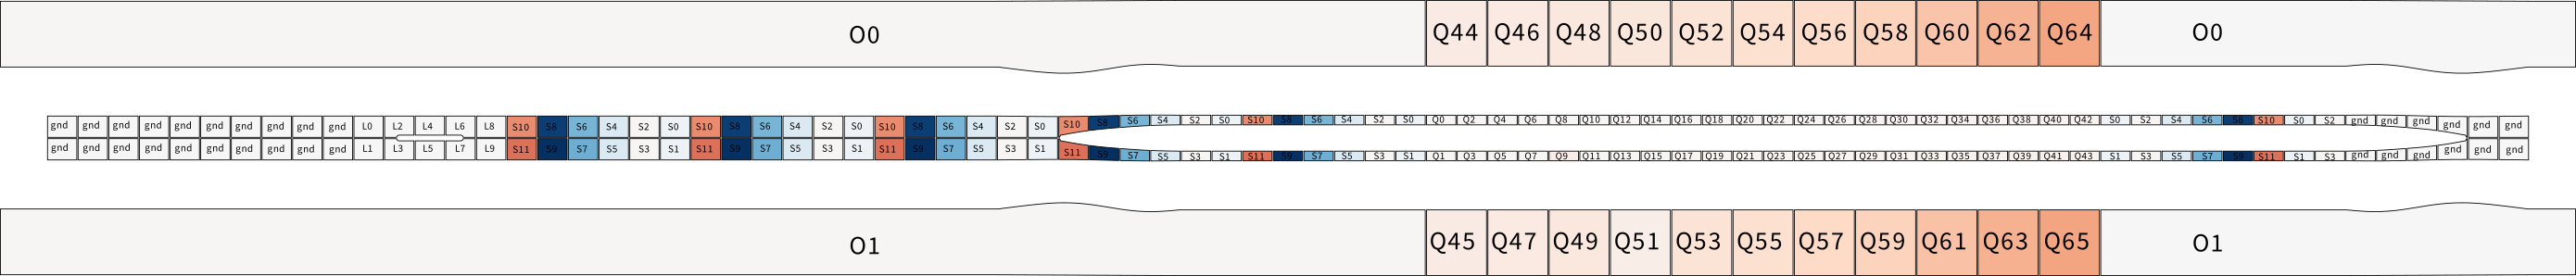 O0 Q44 Q46 Q48 Q50 Q52 Q54 Q56 Q58 Q60 Q62 Q64 O0
gnd gnd gnd gnd gnd gnd gnd gnd gnd gnd L0 L2 L4 L6 L8 S10 S8 S6 S4 S2 S0 S10 S8 S6 S4 S2 S0 S10 S8 S6 S4 S2 S0 S10 S8 S6 S4 S2 S0 S10 S8 S6 S4 S2 S0 Q0 Q2 Q4 Q6 Q8 Q10 Q12 Q14 Q16 Q18 Q20 Q22 Q24 Q26 Q28 Q30 Q32 Q34 Q36 Q38 Q40 Q42 S0 S2 S4 S6 S8 S10 S0 S2 gnd gnd gnd gnd gnd gnd
gnd gnd gnd gnd gnd gnd gnd gnd gnd gnd L1 L3 L5 L7 L9 S11 S9 S7 S5 S3 S1 S11 S9 S7 S5 S3 S1 S11 S9 S7 S5 S3 S1 S11 S9 S7 S5 S3 S1 S11 S9 S7 S5 S3 S1 Q1 Q3 Q5 Q7 Q9 Q11 Q13 Q15 Q17 Q19 Q21 Q23 Q25 Q27 Q29 Q31 Q33 Q35 Q37 Q39 Q41 Q43 S1 S3 S5 S7 S9 S11 S1 S3 gnd gnd gnd gnd gnd gnd
O1 Q45 Q47 Q49 Q51 Q53 Q55 Q57 Q59 Q61 Q63 Q65 O1